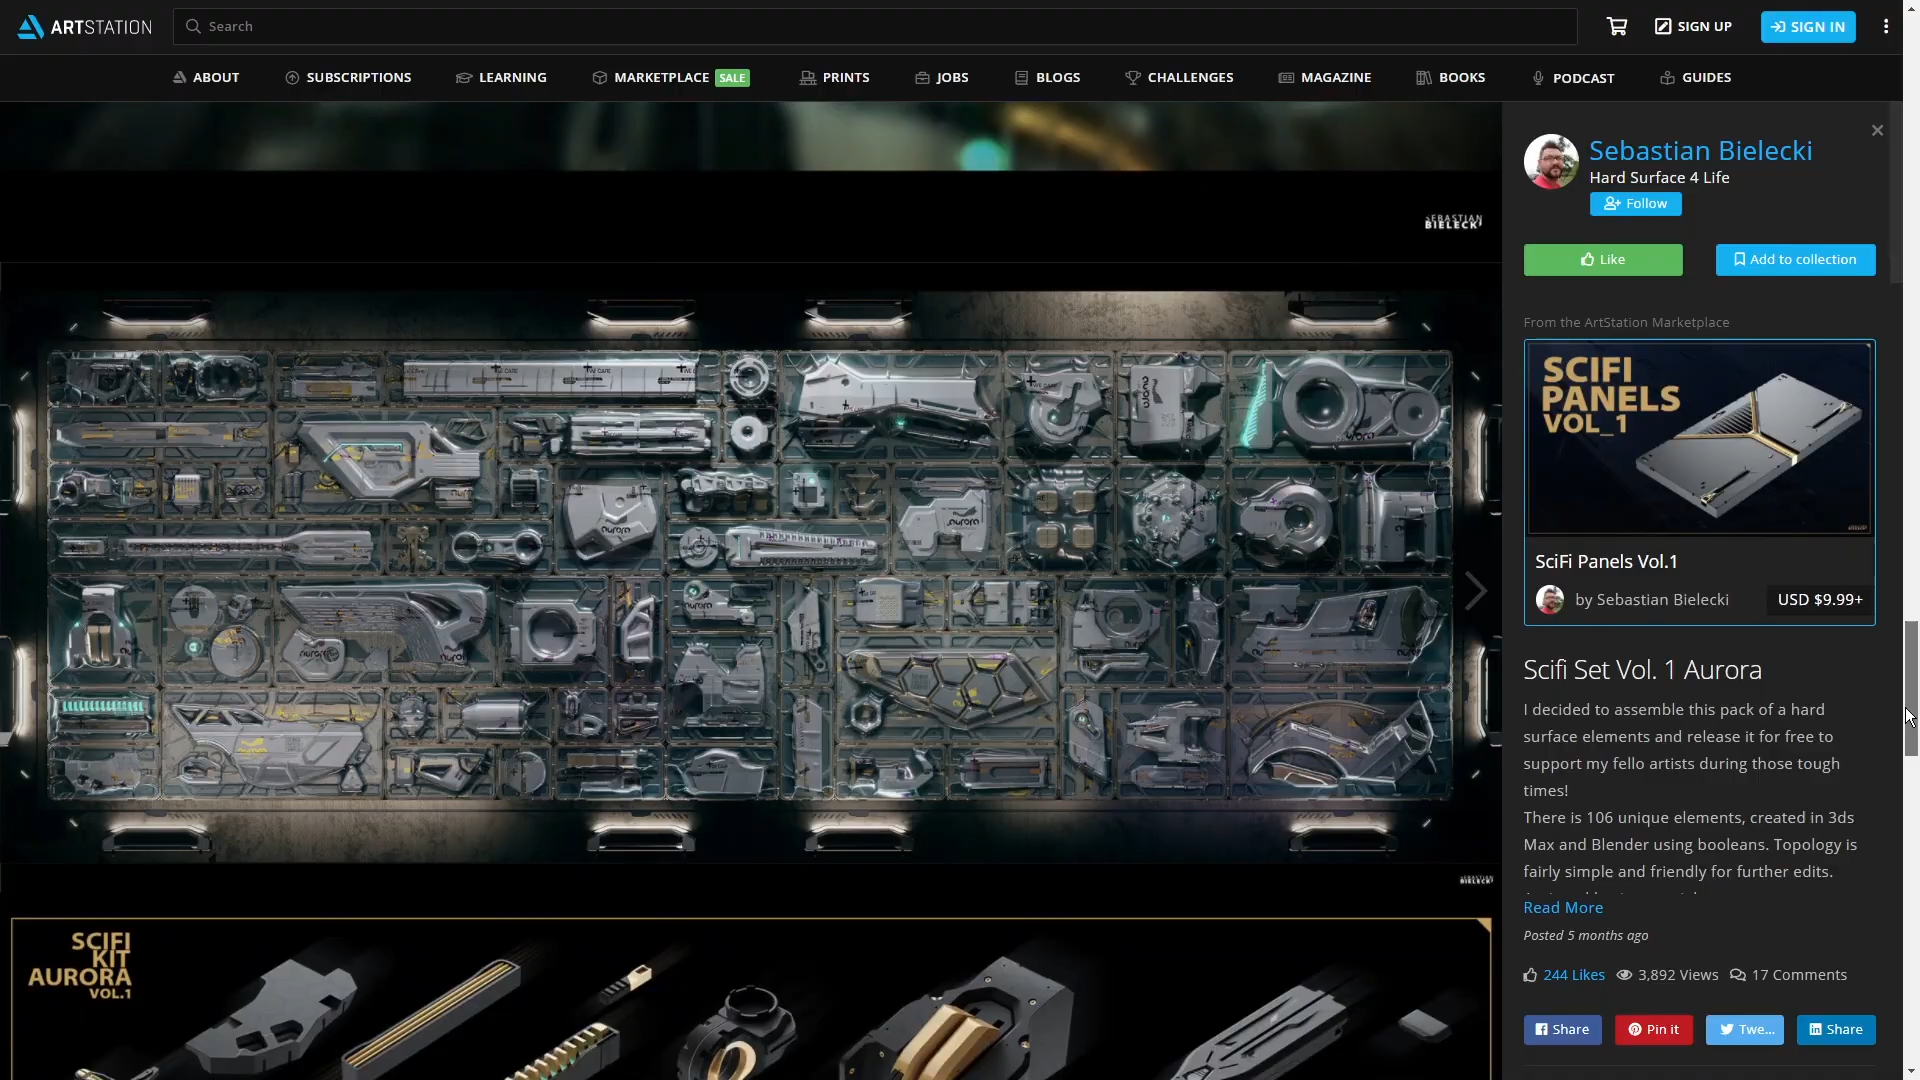 ARTSTATION
Search
SIGN UP
SIGN IN
ABOUT
SUBSCRIPTIONS
LEARNING
MARKETPLACE SALE
PRINTS
JOBS
BLOGS
CHALLENGES
MAGAZINE
BOOKS
PODCAST
GUIDES
Sebastian Bielecki
Hard Surface 4 Life
Follow
Like
Add to collection
From the ArtStation Marketplace
SCIFI
PANELS
VOL_1
SciFi Panels Vol.1
by Sebastian Bielecki
USD $9.99+
Scifi Set Vol. 1 Aurora
I decided to assemble this pack of a hard
surface elements and release it for free to
support my fello artists during those tough
times!
There is 106 unique elements, created in 3ds
Max and Blender using booleans. Topology is
fairly simple and friendly for further edits.
Read More
Posted 5 months ago
244 Likes
3,892 Views
17 Comments
Share
Pin it
Twe...
Share
SEBASTIAN
BIELECKI
aurora
aurora
SCIFI
KIT
AURORA
VOL.1